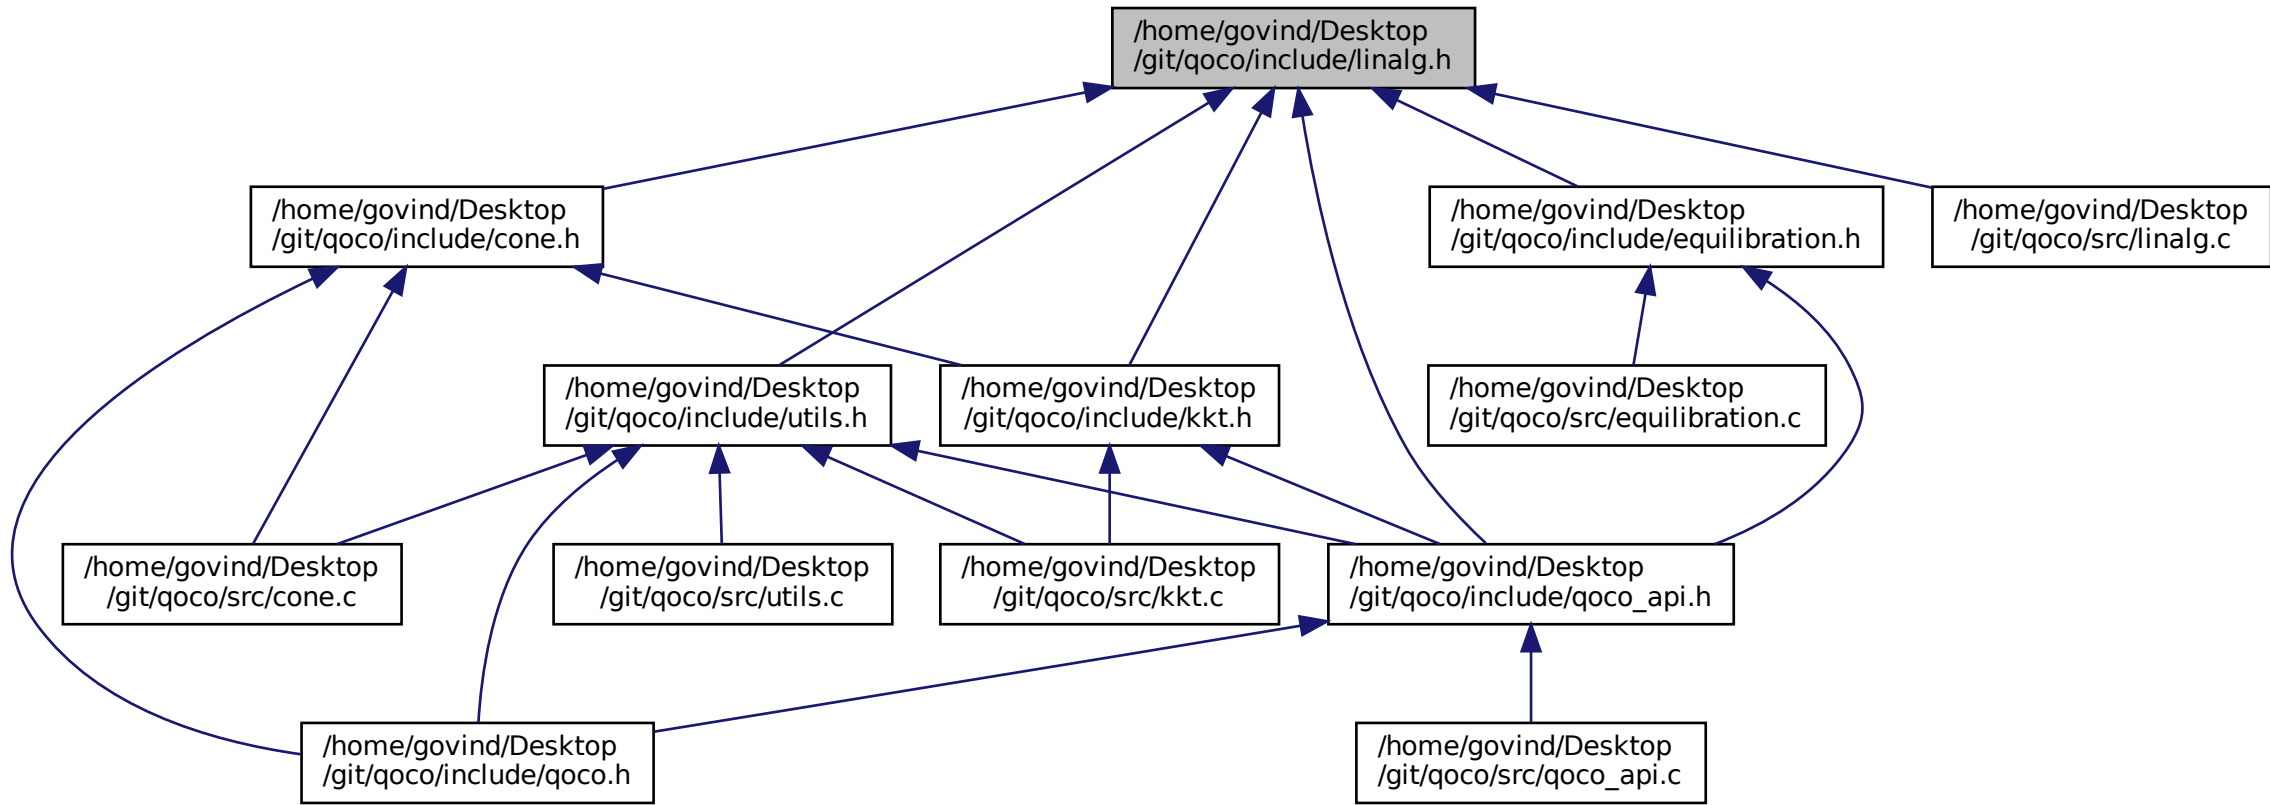 /home/govind/Desktop
/git/qoco/include/linalg.h
/home/govind/Desktop
/git/qoco/include/cone.h
/home/govind/Desktop
/git/qoco/include/equilibration.h
/home/govind/Desktop
/git/qoco/src/linalg.c
/home/govind/Desktop
/git/qoco/include/utils.h
/home/govind/Desktop
/git/qoco/include/kkt.h
/home/govind/Desktop
/git/qoco/src/equilibration.c
/home/govind/Desktop
/git/qoco/src/cone.c
/home/govind/Desktop
/git/qoco/src/utils.c
/home/govind/Desktop
/git/qoco/src/kkt.c
/home/govind/Desktop
/git/qoco/include/qoco_api.h
/home/govind/Desktop
/git/qoco/include/qoco.h
/home/govind/Desktop
/git/qoco/src/qoco_api.c